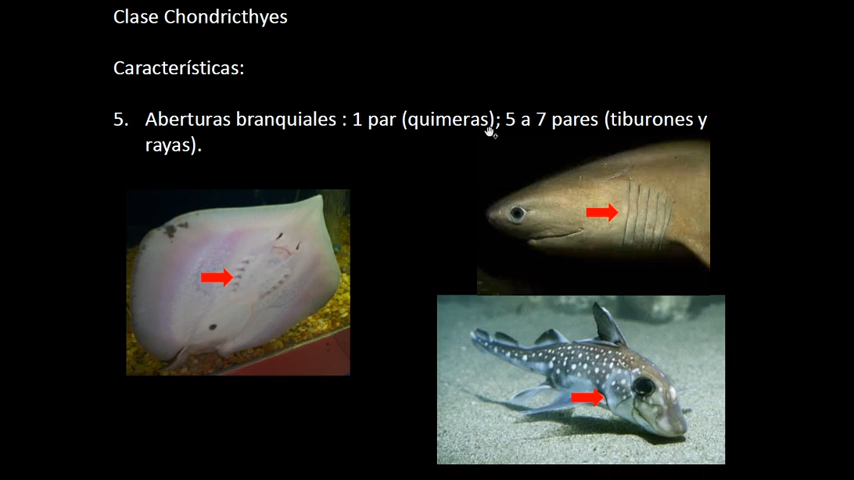 Clase Chondricthyes
Características:
5. Aberturas branquiales : 1 par (quimeras); 5 a 7 pares (tiburones y
rayas).